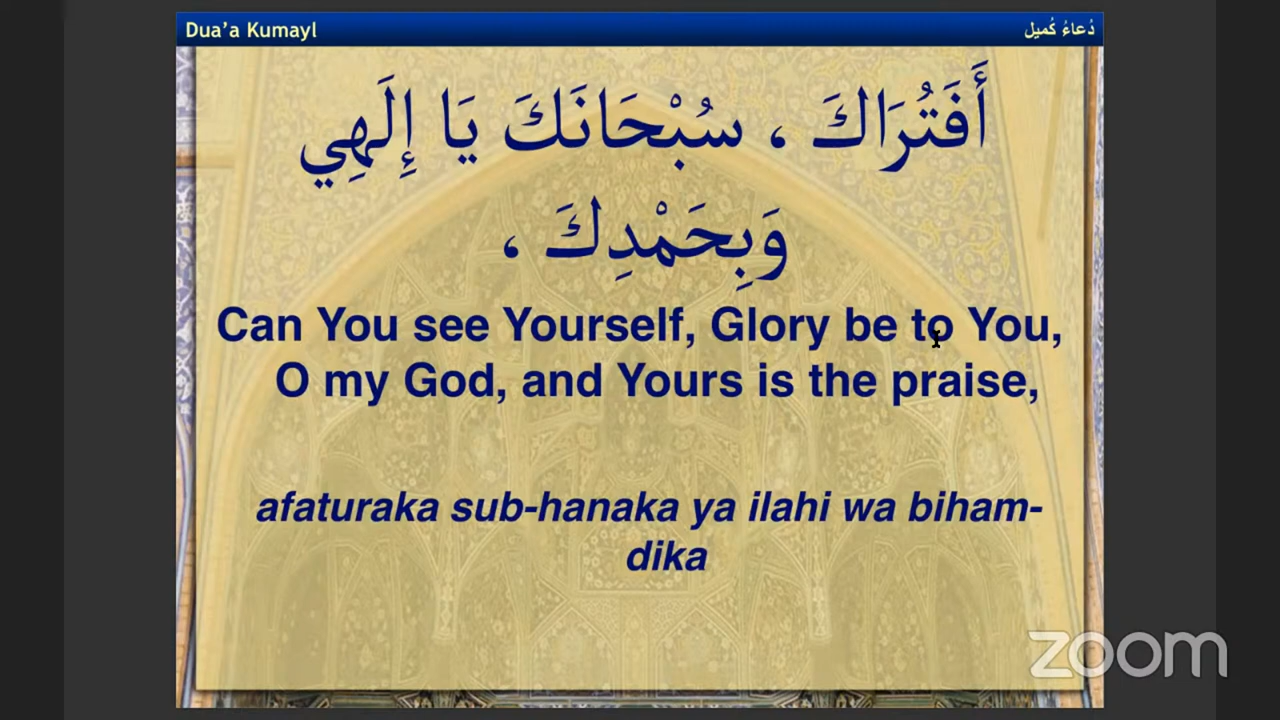 Dua’a Kumayl
دُعاءُ كُميل
أَفَتُرَاكَ ، سُبْحَانَكَ يَا إِلَهِي
وَبِحَمْدِكَ ،
Can You see Yourself, Glory be to You,
O my God, and Yours is the praise,
afaturaka sub-hanaka ya ilahi wa biham-
dika
zoom